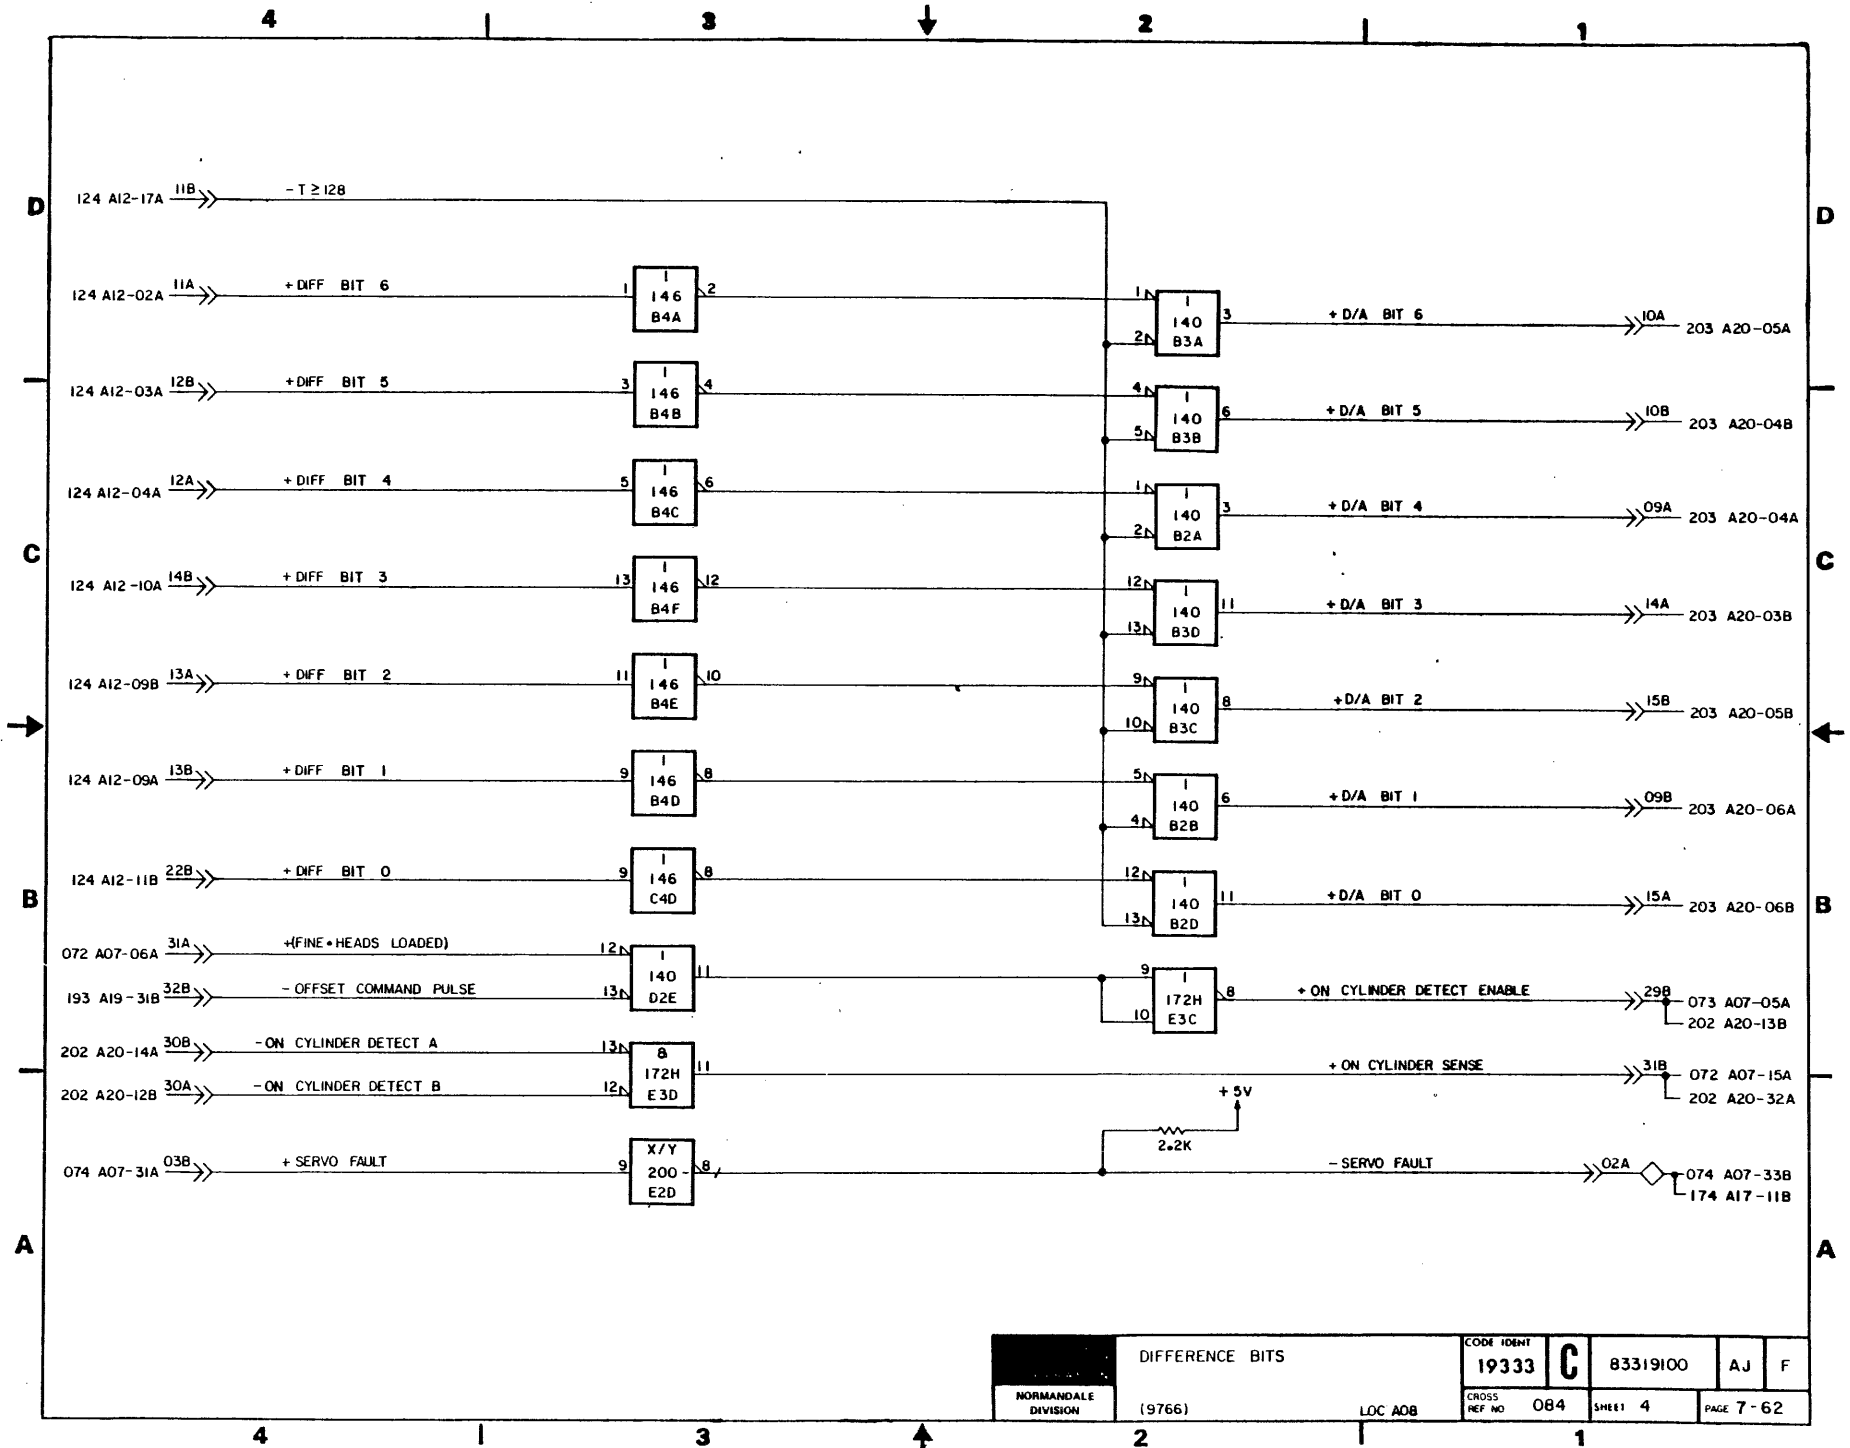 4 3 2 1
124 A12-17A 11B - T ≥ 128
D D
124 A12-02A 11A + DIFF BIT 6 1 1 146 B4A 2 1 2 1 140 B3A 3 + D/A BIT 6 10A 203 A20-05A
124 A12-03A 12B + DIFF BIT 5 3 1 146 B4B 4 4 5 1 140 B3B 6 + D/A BIT 5 10B 203 A20-04B
124 A12-04A 12A + DIFF BIT 4 5 1 146 B4C 6 1 2 1 140 B2A 3 + D/A BIT 4 09A 203 A20-04A
C C
124 A12-10A 14B + DIFF BIT 3 13 1 146 B4F 12 12 13 1 140 B3D 11 + D/A BIT 3 14A 203 A20-03B
124 A12-09B 13A + DIFF BIT 2 11 1 146 B4E 10 9 10 1 140 B3C 8 + D/A BIT 2 15B 203 A20-05B
124 A12-09A 13B + DIFF BIT 1 9 1 146 B4D 8 5 4 1 140 B2B 6 + D/A BIT 1 09B 203 A20-06A
124 A12-11B 22B + DIFF BIT 0 9 1 146 C4D 8 12 13 1 140 B2D 11 + D/A BIT 0 15A 203 A20-06B
B B
072 A07-06A 31A +(FINE • HEADS LOADED) 12
193 A19-31B 32B - OFFSET COMMAND PULSE 13
1 140 D2E 11 9 10 1 172H E3C 8 + ON CYLINDER DETECT ENABLE 29B 073 A07-05A
202 A20-13B
202 A20-14A 30B - ON CYLINDER DETECT A 13
202 A20-12B 30A - ON CYLINDER DETECT B 12
& 172H E3D 11 + ON CYLINDER SENSE 31B 072 A07-15A
202 A20-32A
+ 5V
2.2K
074 A07-31A 03B + SERVO FAULT 9 X/Y 200 E2D 8 - SERVO FAULT 02A 074 A07-33B
174 A17-11B
A A
NORMANDALE DIVISION
DIFFERENCE BITS
(9766) LOC A08
CODE IDENT 19333 C 83319100 AJ F
CROSS REF NO 084 SHEET 4 PAGE 7-62
4 3 2 1